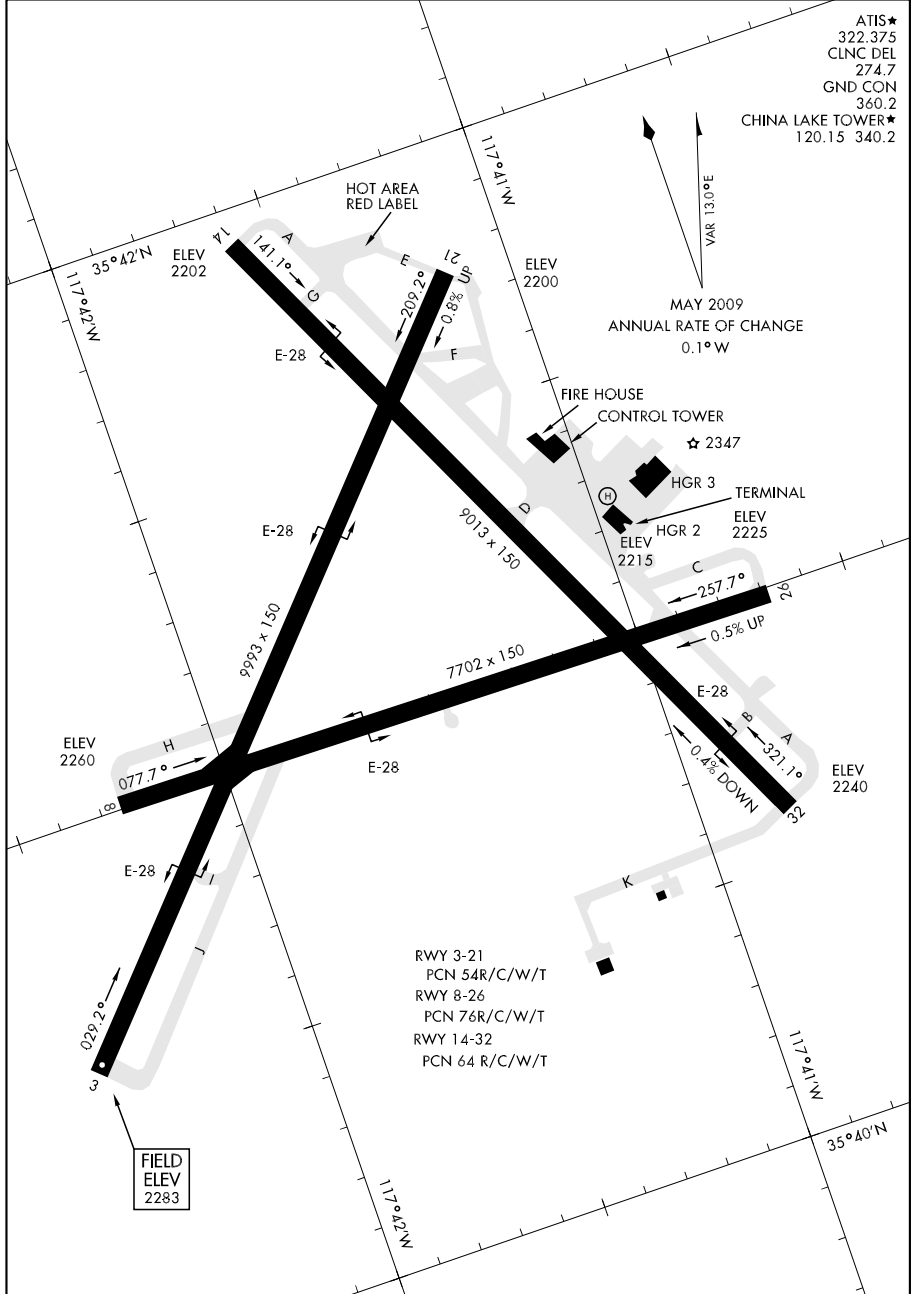 ATIS★
322.375
CLNC DEL
274.7
GND CON
360.2
CHINA LAKE TOWER★
120.15 340.2
117°41'W
VAR 13.0°E
MAY 2009
ANNUAL RATE OF CHANGE
0.1° W
HOT AREA
RED LABEL
35°42'N
117°42'W
ELEV
2202
14
A
141.1°
G
E-28
E
21
209.2°
0.8% UP
F
ELEV
2200
FIRE HOUSE
CONTROL TOWER
2347
HGR 3
H
TERMINAL
HGR 2
ELEV
2215
ELEV
2225
D
9013 x 150
E-28
C
257.7°
26
0.5% UP
9993 x 150
7702 x 150
E-28
B
A
321.1°
0.4% DOWN
32
ELEV
2240
ELEV
2260
H
077.7°
8
E-28
E-28
I
J
K
029.2°
3
FIELD
ELEV
2283
RWY 3-21
PCN 54R/C/W/T
RWY 8-26
PCN 76R/C/W/T
RWY 14-32
PCN 64 R/C/W/T
117°41'W
35°40'N
117°42'W